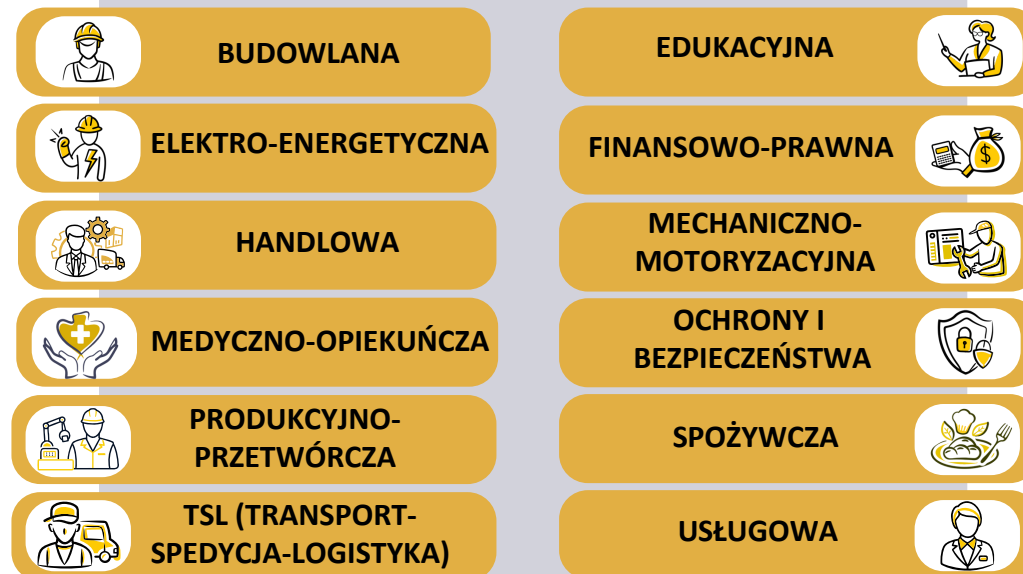 BUDOWLANA
EDUKACYJNA
ELEKTRO-ENERGETYCZNA
FINANSOWO-PRAWNA
HANDLOWA
MECHANICZNO-
MOTORYZACYJNA
MEDYCZNO-OPIEKUŃCZA
OCHRONY I
BEZPIECZEŃSTWA
PRODUKCYJNO-
PRZETWÓRCZA
SPOŻYWCZA
TSL (TRANSPORT-
SPEDYCJA-LOGISTYKA)
USŁUGOWA